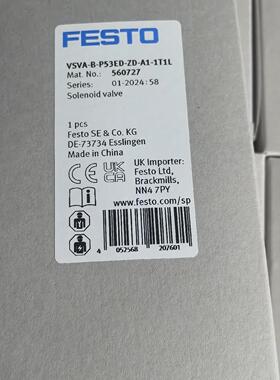 FESTO
VSVA-B-P53ED-ZD-A1-1T1L
Mat. No.: 560727
Series: 01-2024:58
Solenoid valve
1 pcs
Festo SE & Co. KG
DE-73734 Esslingen
Made in China
CE
UK
CA
UK Importer:
Festo Ltd,
Brackmills,
NN4 7PY
www.festo.com/sp
4 052568 207601